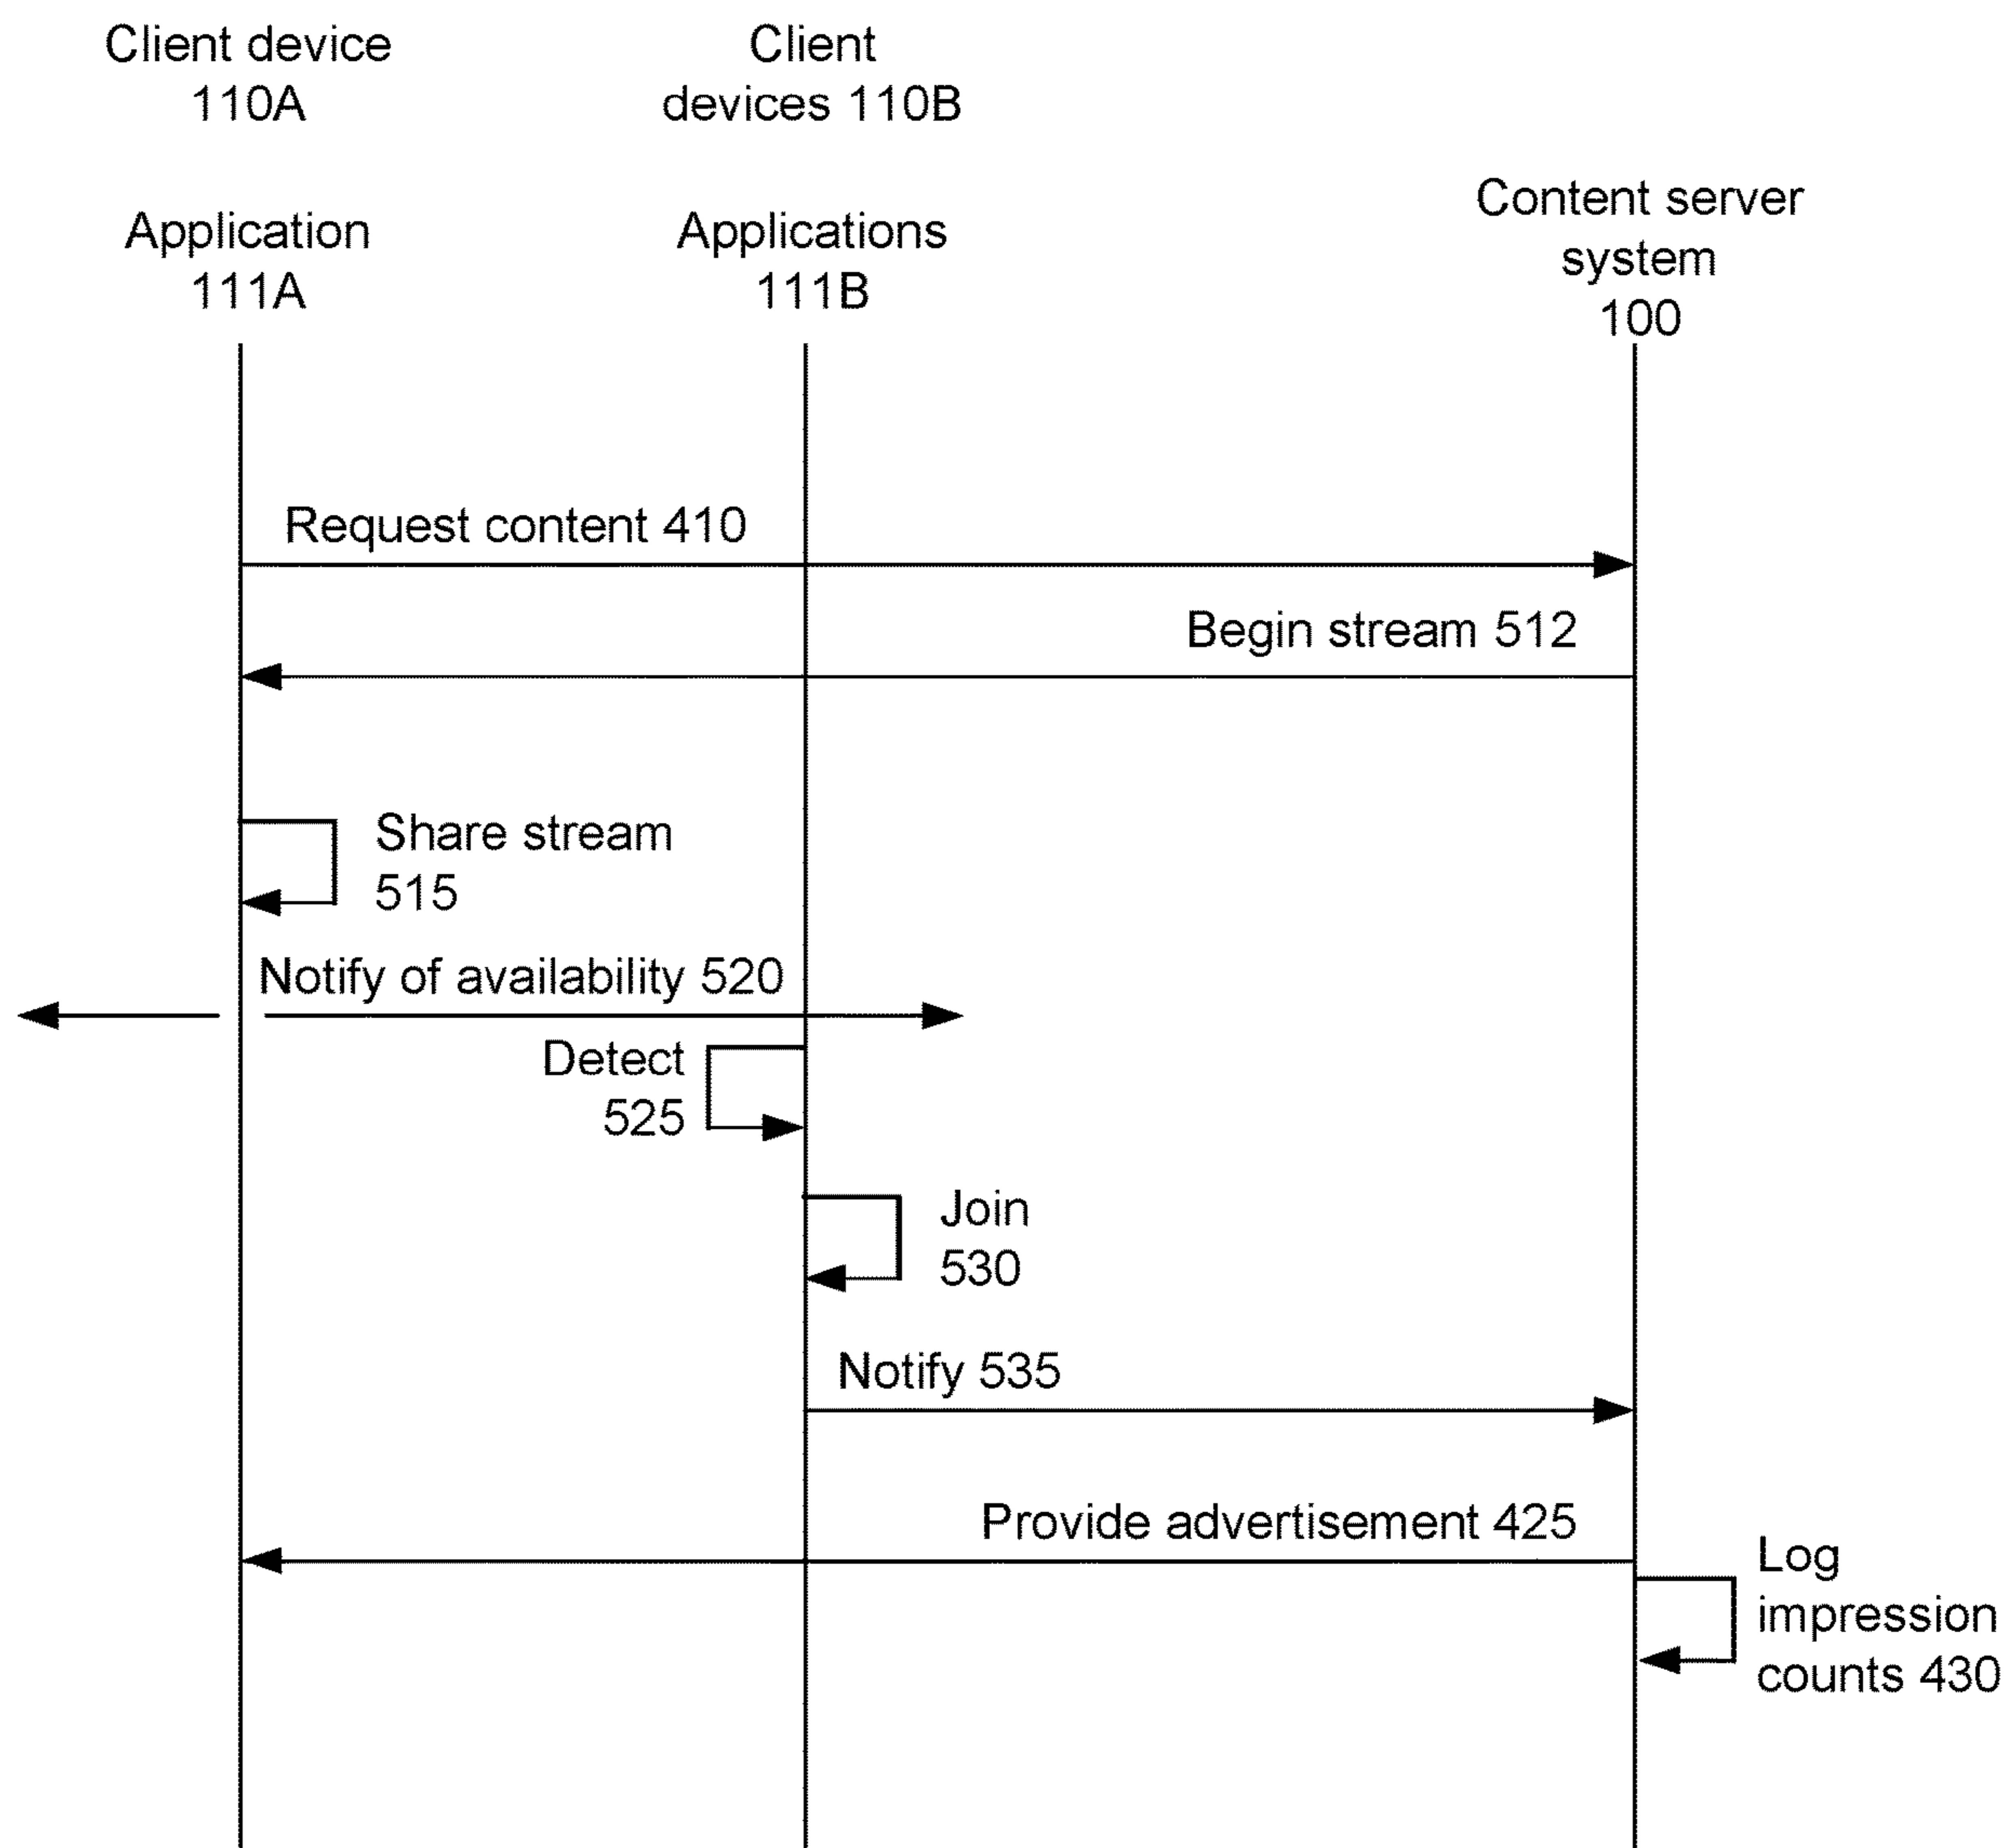 Client device
110A
Client
devices 110B
Application
111A
Applications
111B
Content server
system
100
Request content 410
Begin stream 512
Share stream
515
Notify of availability 520
Detect
525
Join
530
Notify 535
Provide advertisement 425
Log
impression
counts 430